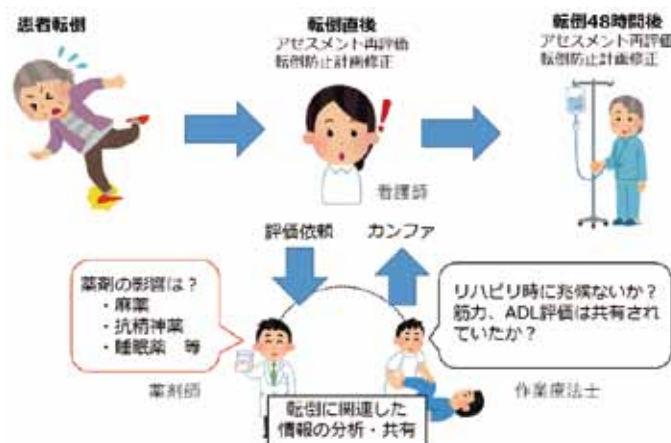 患者転倒
転倒直後
アセスメント再評価
転倒防止計画修正
転倒48時間後
アセスメント再評価
転倒防止計画修正
看護師
評価依頼
カンファ
薬剤の影響は？
・麻薬
・抗精神薬
・睡眠薬　等
リハビリ時に兆候ないか？
筋力、ADL評価は共有され
ていたか？
薬剤師
作業療法士
転倒に関連した
情報の分析・共有